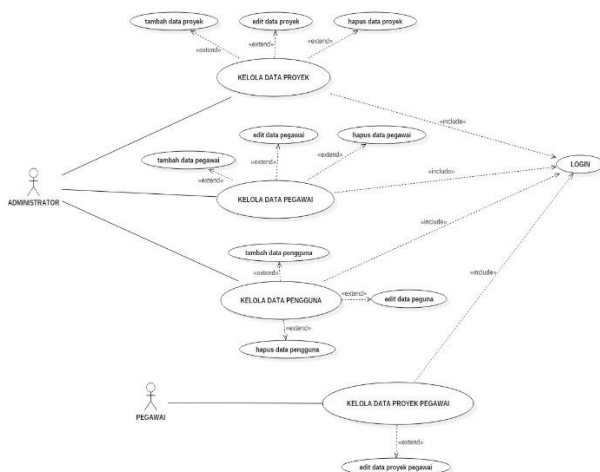 tambah data proyek
edit data proyek
hapus data proyek
«extend»
«extend»
«extend»
KELOLA DATA PROYEK
«include»
edit data pegawai
hapus data pegawai
tambah data pegawai
«extend»
«extend»
«extend»
LOGIN
«include»
KELOLA DATA PEGAWAI
ADMINISTRATOR
«include»
tambah data pengguna
«extend»
«include»
KELOLA DATA PENGGUNA
«extend»
edit data peguna
«extend»
hapus data pengguna
KELOLA DATA PROYEK PEGAWAI
PEGAWAI
«extend»
edit data proyek pegawai